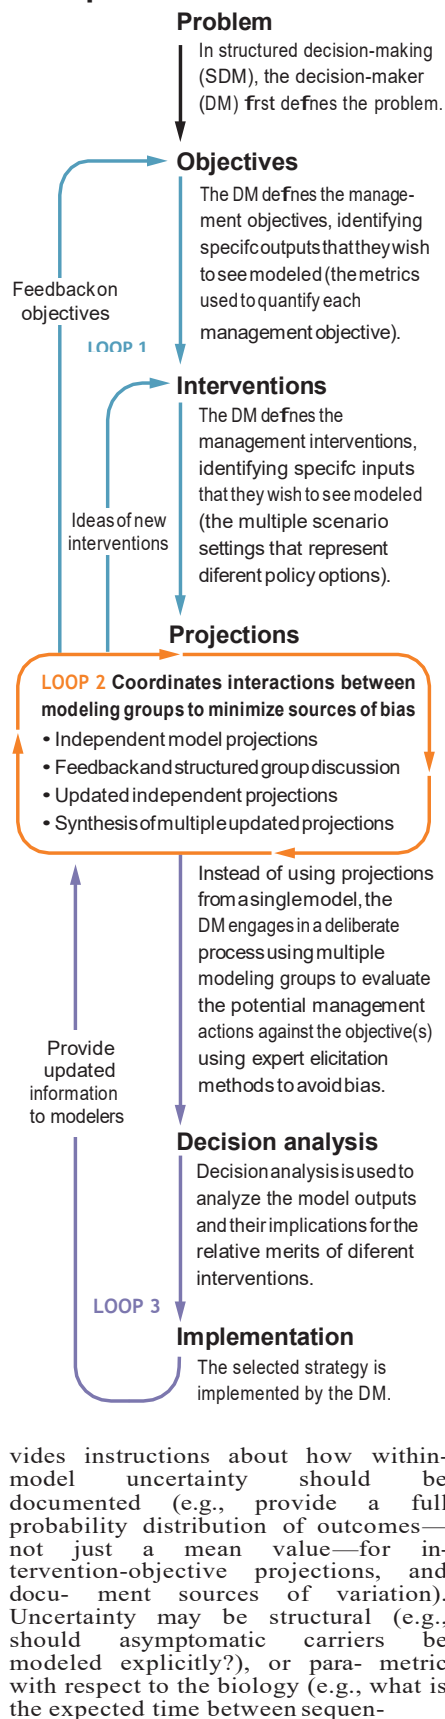 Problem
In structured decision-making
(SDM), the decision-maker
(DM) frst defnes the problem.
Objectives
The DM defnes the manage-
ment objectives, identifying
specifc outputs that they wish
to see modeled (the metrics
used to quantify each
management objective).
Feedback on
objectives
LOOP 1
Interventions
The DM defnes the
management interventions,
identifying specifc inputs
that they wish to see modeled
(the multiple scenario
settings that represent
diferent policy options).
Ideas of new
interventions
Projections
LOOP 2 Coordinates interactions between
modeling groups to minimize sources of bias
• Independent model projections
• Feedback and structured group discussion
• Updated independent projections
• Synthesis of multiple updated projections
Instead of using projections
from a single model, the
DM engages in a deliberate
process using multiple
modeling groups to evaluate
the potential management
actions against the objective(s)
using expert elicitation
methods to avoid bias.
Provide
updated
information
to modelers
Decision analysis
Decision analysis is used to
analyze the model outputs
and their implications for the
relative merits of diferent
interventions.
LOOP 3
Implementation
The selected strategy is
implemented by the DM.
vides instructions about how within-
model uncertainty should be
documented (e.g., provide a full
probability distribution of outcomes—
not just a mean value—for in-
tervention-objective projections, and
docu- ment sources of variation).
Uncertainty may be structural (e.g.,
should asymptomatic carriers be
modeled explicitly?), or para- metric
with respect to the biology (e.g., what is
the expected time between sequen-